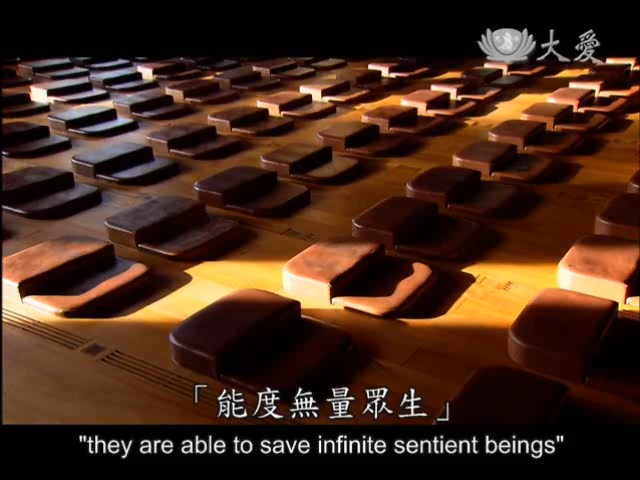 大愛
「能度無量眾生」
"they are able to save infinite sentient beings"